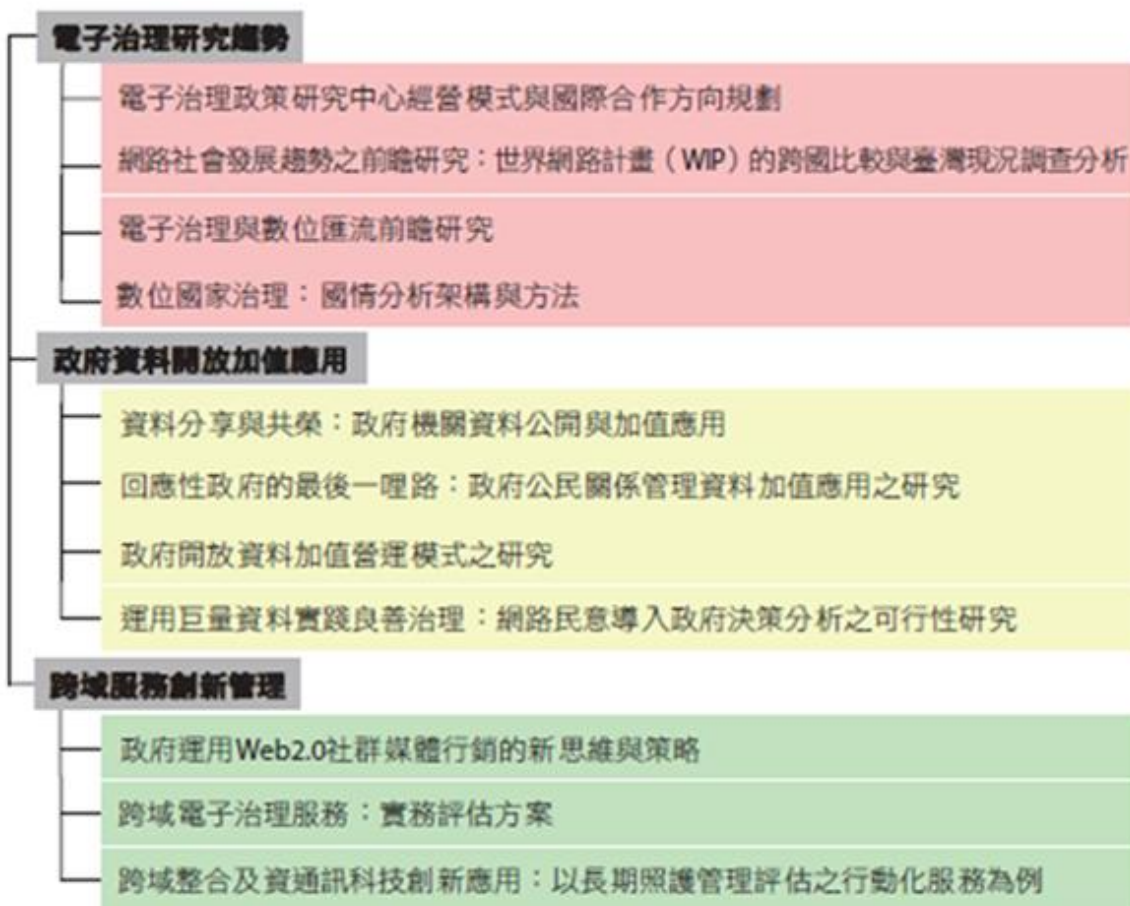 電子治理研究趨勢
電子治理政策研究中心經營模式與國際合作方向規劃
網路社會發展趨勢之前瞻研究：世界網路計畫（WIP）的跨國比較與臺灣現況調查分析
電子治理與數位匯流前瞻研究
數位國家治理：國情分析架構與方法
政府資料開放加值應用
資料分享與共榮：政府機關資料公開與加值應用
回應性政府的最後一哩路：政府公民關係管理資料加值應用之研究
政府開放資料加值營運模式之研究
運用巨量資料實踐良善治理：網路民意導入政府決策分析之可行性研究
跨域服務創新管理
政府運用Web2.0社群媒體行銷的新思維與策略
跨域電子治理服務：實務評估方案
跨域整合及資通訊科技創新應用：以長期照護管理評估之行動化服務為例